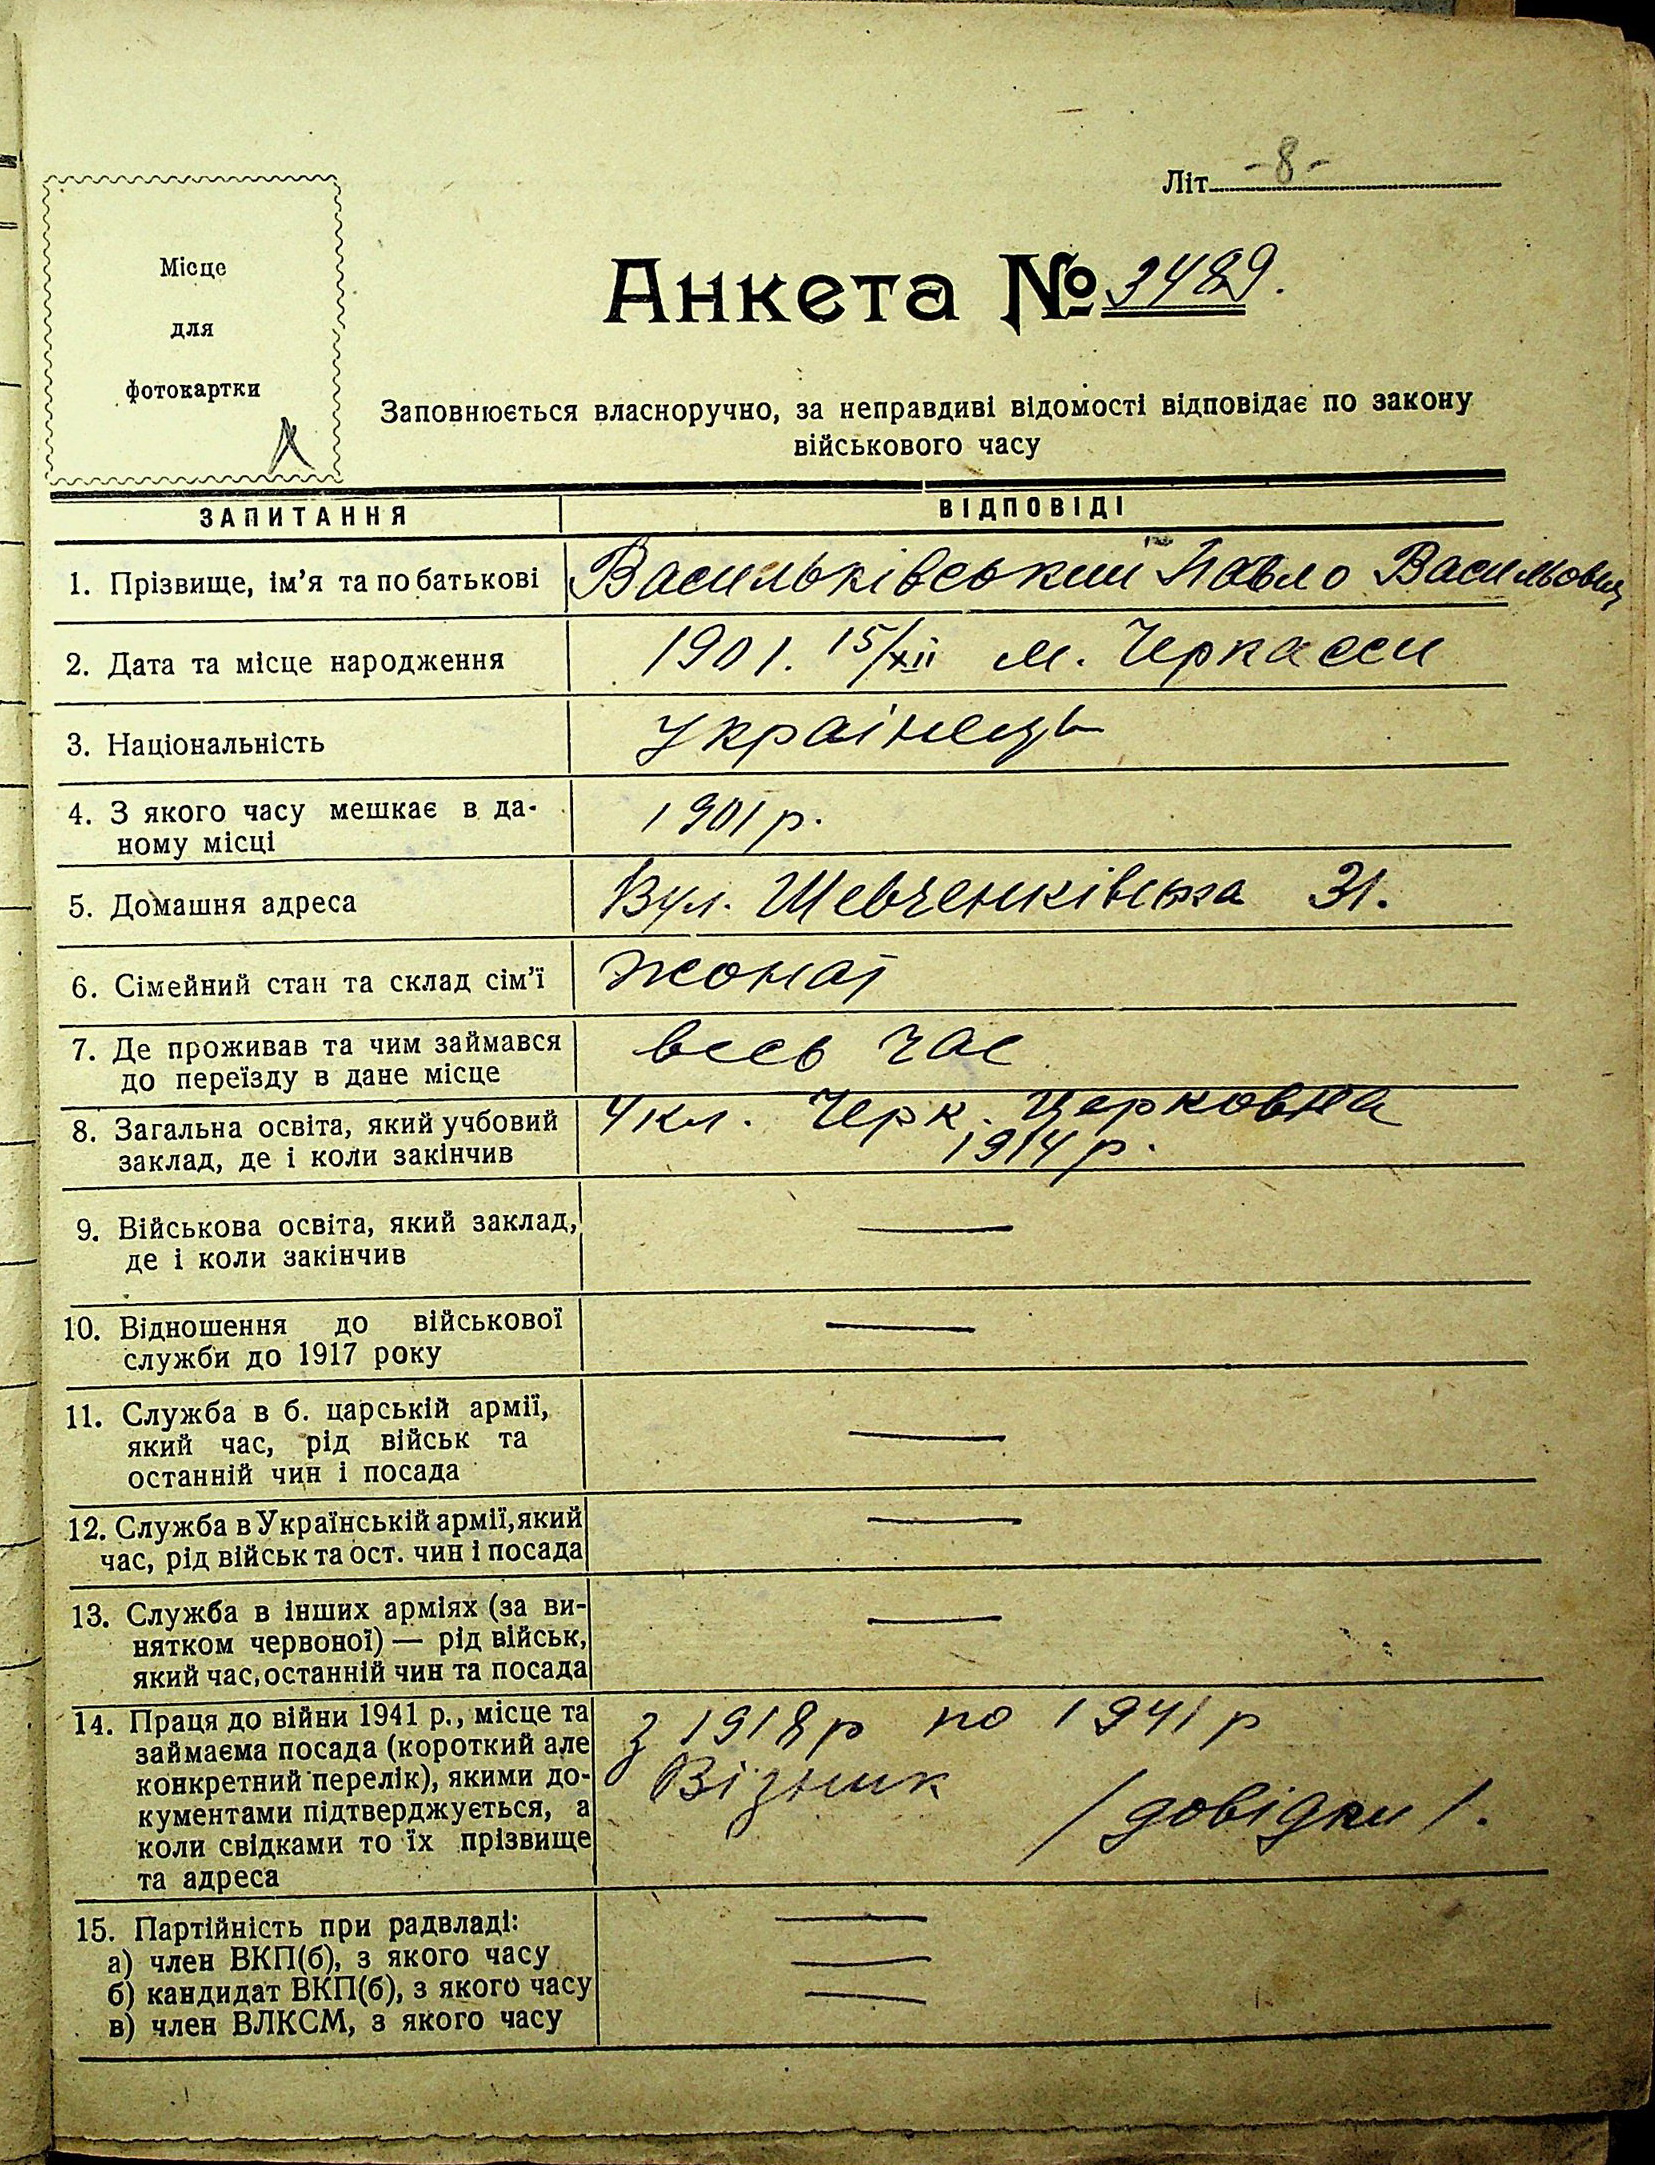 Літ. -8-
Місце
для
фотокартки
Анкета № 3489.
Заповнюється власноручно, за неправдиві відомості відповідає по закону
військового часу
ЗАПИТАННЯ ВІДПОВІДІ
1. Прізвище, ім'я та по батькові Васильківський Павло Васильович
2. Дата та місце народження 1901. 15/XII м. Черкасси
3. Національність Українець
4. З якого часу мешкає в да-
ному місці 1901 р.
5. Домашня адреса Вул. Шевченківська 31.
6. Сімейний стан та склад сім'ї жонат
7. Де проживав та чим займався
до переїзду в дане місце весь час
8. Загальна освіта, який учбовий 4 кл. Черк. Церковна
заклад, де і коли закінчив 1914 р.
9. Військова освіта, який заклад, —
де і коли закінчив
10. Відношення до військової —
служби до 1917 року
11. Служба в б. царській армії,
який час, рід військ та —
останній чин і посада
12. Служба в Українській армії, який —
час, рід військ та ост. чин і посада
13. Служба в інших арміях (за ви- —
нятком червоної) — рід військ,
який час, останній чин та посада
14. Праця до війни 1941 р., місце та з 1918 р по 1941 р
займаєма посада (короткий але
конкретний перелік), якими до- Візник
кументами підтверджується, а /довідки/.
коли свідками то їх прізвище
та адреса
15. Партійність при радвладі: —
а) член ВКП(б), з якого часу —
б) кандидат ВКП(б), з якого часу —
в) член ВЛКСМ, з якого часу